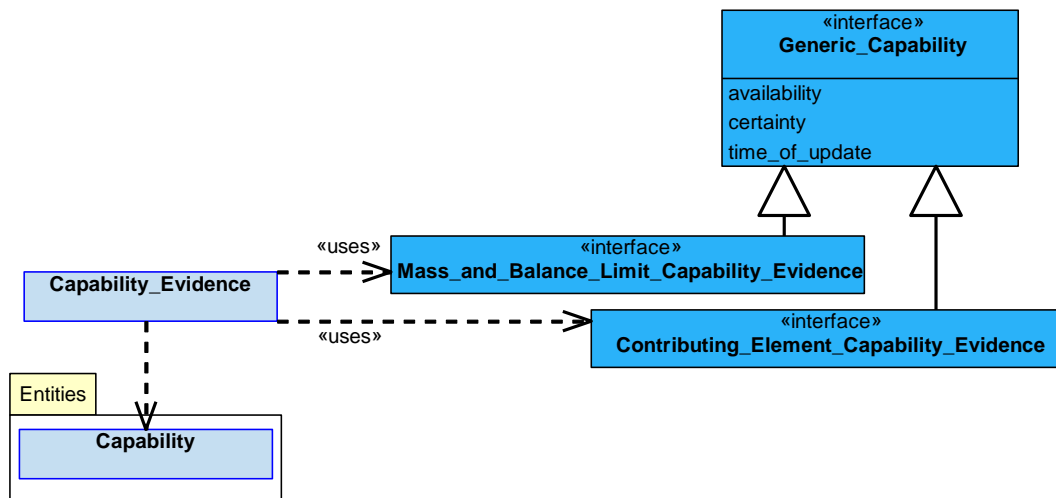 «interface»
Generic_Capability
availability
certainty
time_of_update
«uses»
«interface»
Mass_and_Balance_Limit_Capability_Evidence
Capability_Evidence
«uses»
«interface»
Contributing_Element_Capability_Evidence
Entities
Capability